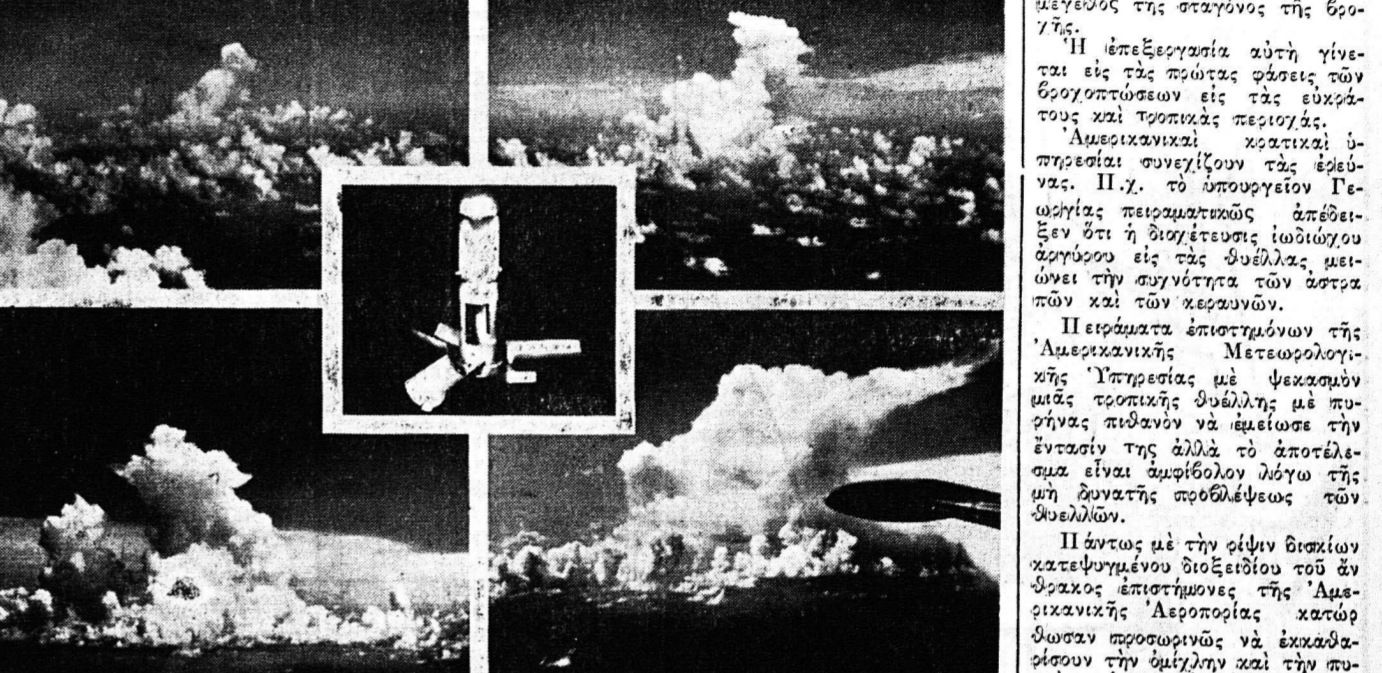 μέγεθος τῆς σταγόνος τῆς βρο-
χῆς.
Ἡ ἐπεξεργασία αὐτὴ γίνε-
ται εἰς τὰς πρώτας φάσεις τῶν
βροχοπτώσεων εἰς τὰς εὐκρά-
τους καὶ τροπικὰς περιοχάς.
Ἀμερικανικαὶ κρατικαὶ ὑ-
πηρεσίαι συνεχίζουν τὰς ἐρεύ-
νας. Π.χ. τὸ ὑπουργεῖον Γε-
ωργίας πειραματικῶς ἀπέδει-
ξεν ὅτι ἡ διοχέτευσις ἰωδιώχου
ἀργύρου εἰς τὰς θυέλλας μει-
ώνει τὴν συχνότητα τῶν ἀστρα
πῶν καὶ τῶν κεραυνῶν.
Πειράματα ἐπιστημόνων τῆς
Ἀμερικανικῆς Μετεωρολογι-
κῆς Ὑπηρεσίας μὲ ψεκασμὸν
μιᾶς τροπικῆς θυέλλης μὲ πυ-
ρήνας πιθανὸν νὰ ἐμείωσε τὴν
ἔντασίν της ἀλλὰ τὸ ἀποτέλε-
σμα εἶναι ἀμφίβολον λόγω τῆς
μὴ δυνατῆς προβλέψεως τῶν
θυελλῶν.
Πάντως μὲ τὴν ρίψιν δισκίων
κατεψυγμένου διοξειδίου τοῦ ἄν
θρακος ἐπιστήμονες τῆς Ἀμε-
ρικανικῆς Ἀεροπορίας κατώρ
θωσαν προσωρινῶς νὰ ἐκκαθα-
ρίσουν τὴν ὁμίχλην καὶ τὴν πυ-